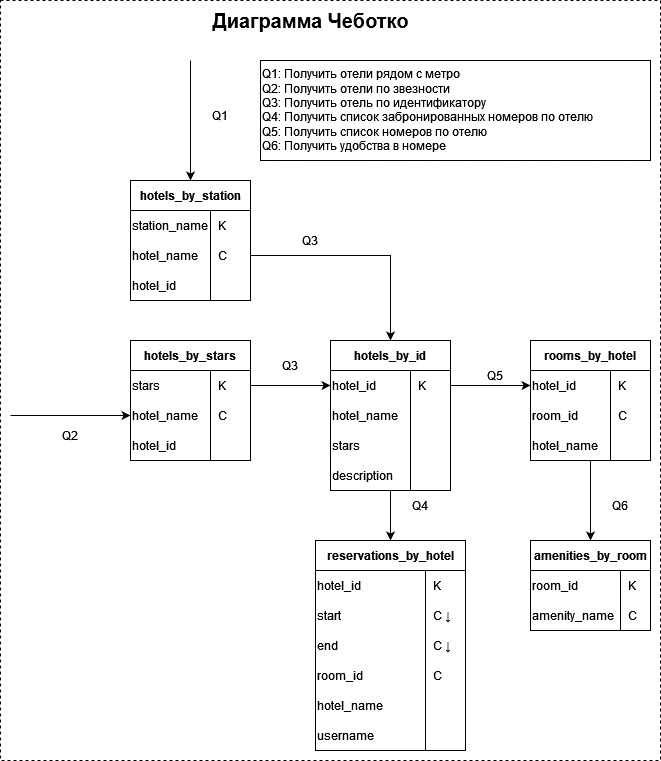 Диаграмма Чеботко
Q1: Получить отели рядом с метро
Q2: Получить отели по звезности
Q3: Получить отель по идентификатору
Q4: Получить список забронированных номеров по отелю
Q5: Получить список номеров по отелю
Q6: Получить удобства в номере
Q1
hotels_by_station
station_name K
hotel_name C
hotel_id
Q3
hotels_by_stars
stars K
hotel_name C
hotel_id
Q2
Q3
hotels_by_id
hotel_id K
hotel_name
stars
description
Q5
rooms_by_hotel
hotel_id K
room_id C
hotel_name
Q4
Q6
reservations_by_hotel
hotel_id K
start C ↓
end C ↓
room_id C
hotel_name
username
amenities_by_room
room_id K
amenity_name C